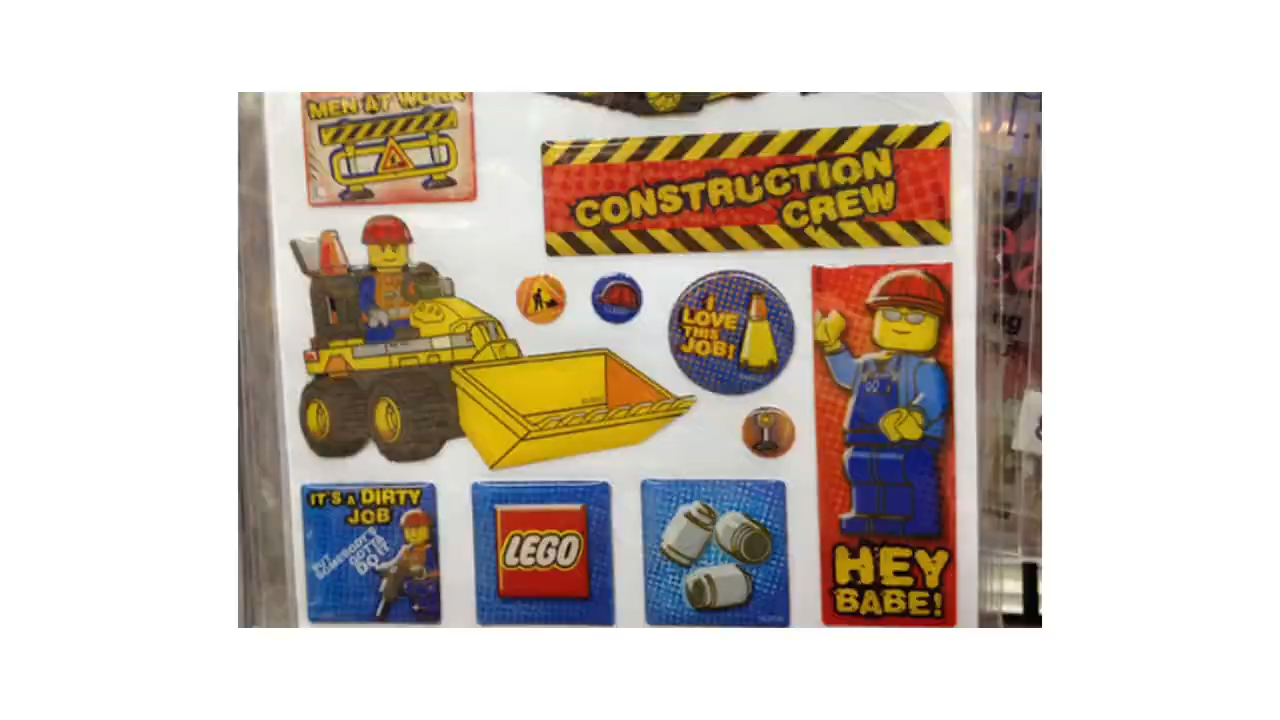 MEN AT WORK
CONSTRUCTION
CREW
I
LOVE
THIS
JOB!
IT'S A DIRTY
JOB
BUT
SOMEBODY'S
GOTTA
DO IT
LEGO
HEY
BABE!